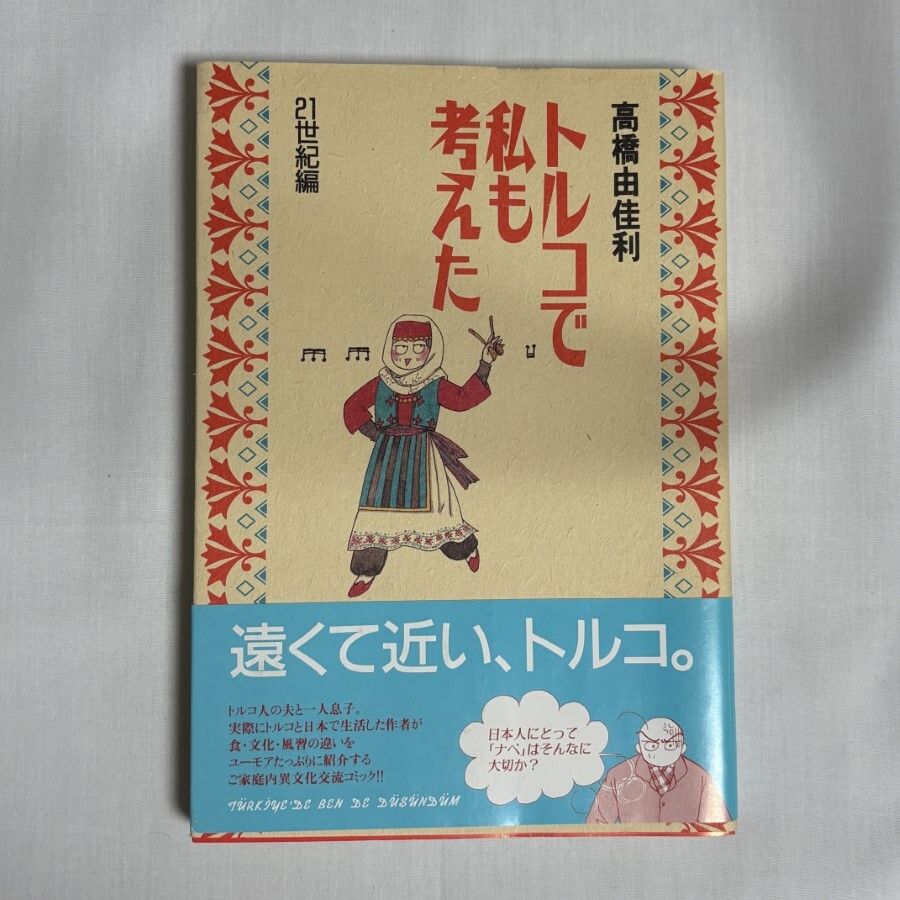 高橋由佳利
トルコで
私も
考えた
21世紀編
遠くて近い、トルコ。
トルコ人の夫と一人息子。
実際にトルコと日本で生活した作者が
食・文化・風習の違いを
ユーモアたっぷりに紹介する
ご家庭内異文化交流コミック!!
TÜRKİYE'DE BEN DE DÜŞÜNDÜM
日本人にとって
「ナベ」はそんなに
大切か？